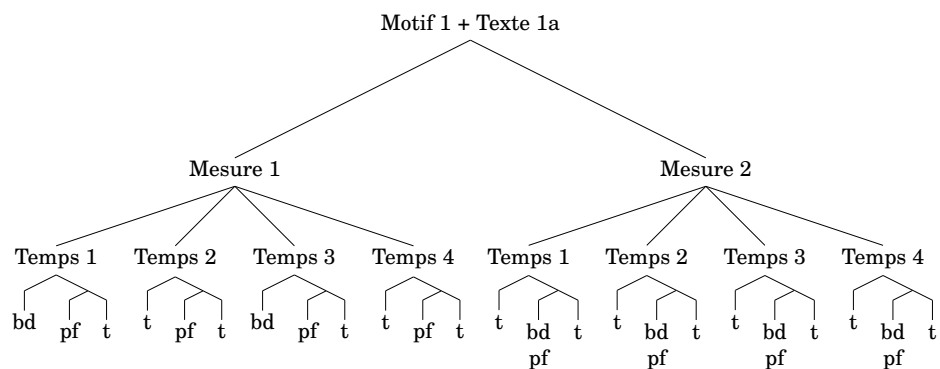 Motif 1 + Texte 1a
Mesure 1 Mesure 2
Temps 1 Temps 2 Temps 3 Temps 4 Temps 1 Temps 2 Temps 3 Temps 4
bd pf t t pf t bd pf t t pf t t bd t t bd t t bd t t bd t
pf pf pf pf